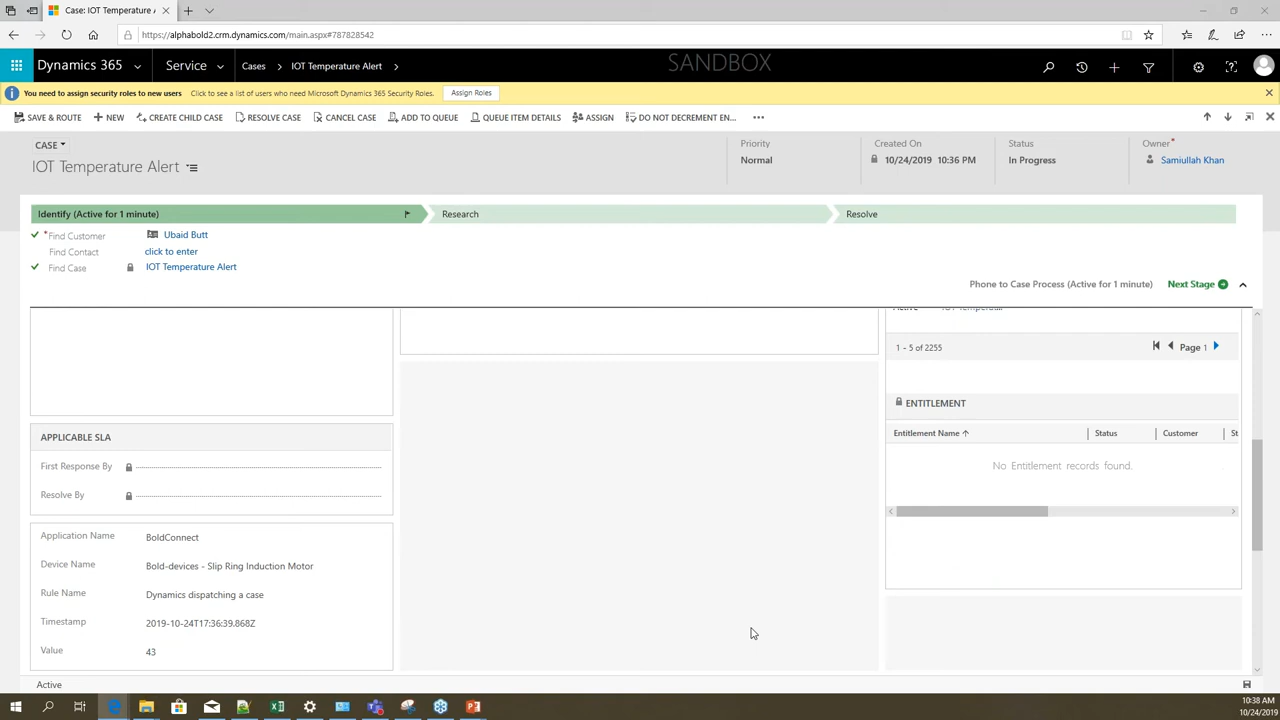 Case: IOT Temperature A
https://alphabold2.crm.dynamics.com/main.aspx#787828542
Dynamics 365
Service
Cases
IOT Temperature Alert
SANDBOX
You need to assign security roles to new users
Click to see a list of users who need Microsoft Dynamics 365 Security Roles.
Assign Roles
SAVE & ROUTE
NEW
CREATE CHILD CASE
RESOLVE CASE
CANCEL CASE
ADD TO QUEUE
QUEUE ITEM DETAILS
ASSIGN
DO NOT DECREMENT EN...
CASE
IOT Temperature Alert
Priority
Normal
Created On
10/24/2019 10:36 PM
Status
In Progress
Owner*
Samiullah Khan
Identify (Active for 1 minute)
Research
Resolve
*Find Customer
Ubaid Butt
Find Contact
click to enter
Find Case
IOT Temperature Alert
Phone to Case Process (Active for 1 minute)
Next Stage
1 - 5 of 2255
Page 1
ENTITLEMENT
Entitlement Name
Status
Customer
St
No Entitlement records found.
APPLICABLE SLA
First Response By
Resolve By
Application Name
BoldConnect
Device Name
Bold-devices - Slip Ring Induction Motor
Rule Name
Dynamics dispatching a case
Timestamp
2019-10-24T17:36:39.868Z
Value
43
Active
10:38 AM
10/24/2019